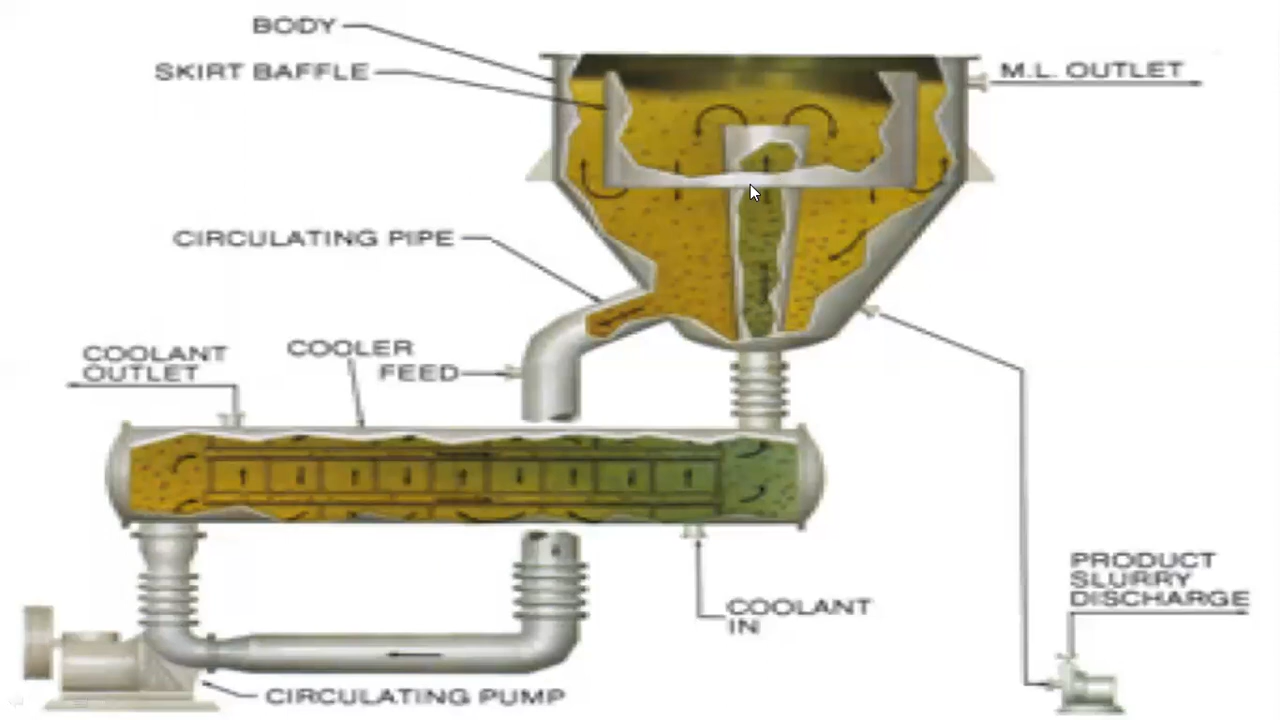 BODY
SKIRT BAFFLE
M.L. OUTLET
CIRCULATING PIPE
COOLANT
OUTLET
COOLER
FEED
PRODUCT
SLURRY
DISCHARGE
COOLANT
IN
CIRCULATING PUMP